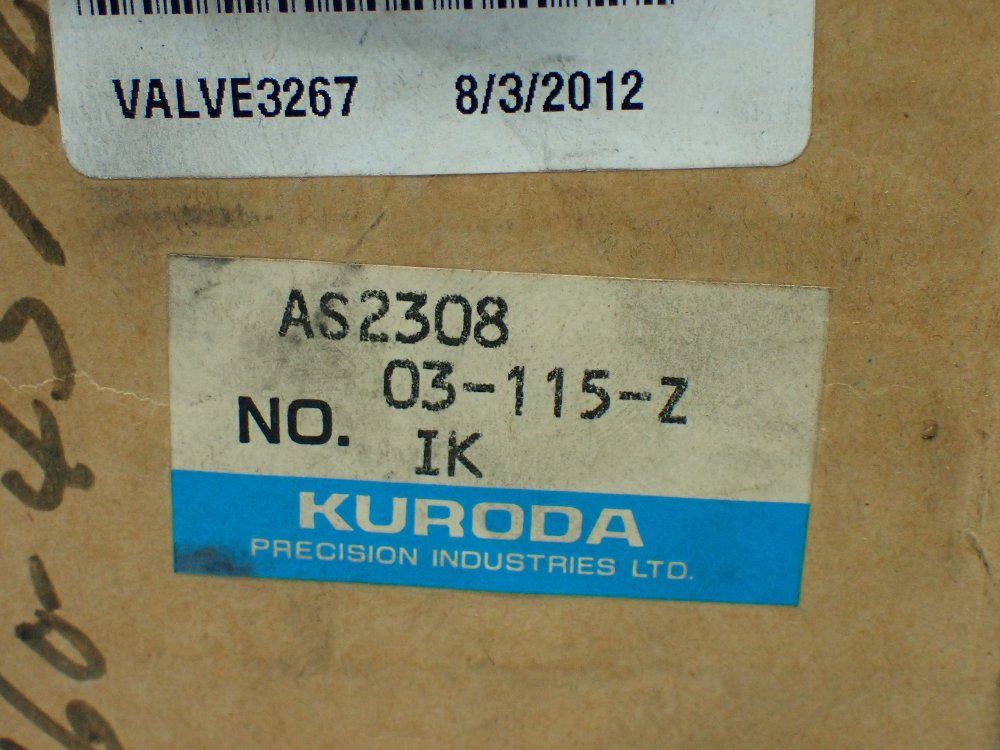 VALVE3267 8/3/2012
AS2308
03-115-Z
NO. IK
KURODA
PRECISION INDUSTRIES LTD.